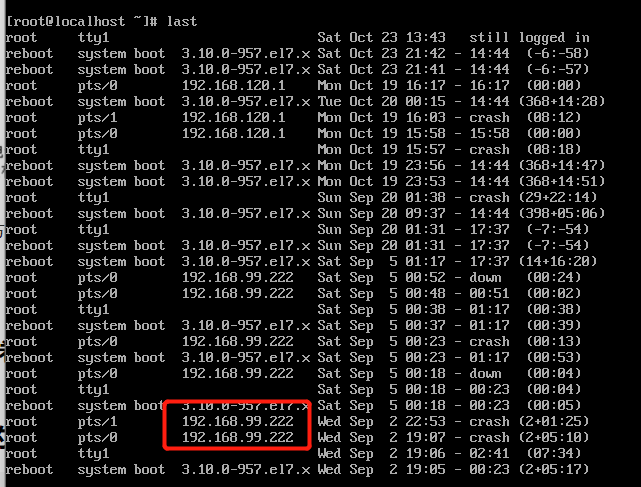 [root@localhost ~]# last
root     tty1                          Sat Oct 23 13:43   still logged in
reboot   system boot  3.10.0-957.el7.x Sat Oct 23 21:42 - 14:44  (-6:-58)
reboot   system boot  3.10.0-957.el7.x Sat Oct 23 21:41 - 14:44  (-6:-57)
root     pts/0        192.168.120.1    Mon Oct 19 16:17 - 16:17  (00:00)
reboot   system boot  3.10.0-957.el7.x Tue Oct 20 00:15 - 14:44 (368+14:28)
root     pts/1        192.168.120.1    Mon Oct 19 16:03 - crash  (08:12)
root     pts/0        192.168.120.1    Mon Oct 19 15:58 - 15:58  (00:00)
root     tty1                          Mon Oct 19 15:57 - crash  (08:18)
reboot   system boot  3.10.0-957.el7.x Mon Oct 19 23:56 - 14:44 (368+14:47)
reboot   system boot  3.10.0-957.el7.x Mon Oct 19 23:53 - 14:44 (368+14:51)
root     tty1                          Sun Sep 20 01:38 - crash (29+22:14)
reboot   system boot  3.10.0-957.el7.x Sun Sep 20 09:37 - 14:44 (398+05:06)
root     tty1                          Sun Sep 20 01:31 - 17:37  (-7:-54)
reboot   system boot  3.10.0-957.el7.x Sun Sep 20 01:31 - 17:37  (-7:-54)
reboot   system boot  3.10.0-957.el7.x Sat Sep  5 01:17 - 17:37 (14+16:20)
root     pts/0        192.168.99.222   Sat Sep  5 00:52 - down   (00:24)
root     pts/0        192.168.99.222   Sat Sep  5 00:48 - 00:51  (00:02)
root     tty1                          Sat Sep  5 00:38 - 01:17  (00:38)
reboot   system boot  3.10.0-957.el7.x Sat Sep  5 00:37 - 01:17  (00:39)
root     pts/0        192.168.99.222   Sat Sep  5 00:23 - crash  (00:13)
reboot   system boot  3.10.0-957.el7.x Sat Sep  5 00:23 - 01:17  (00:53)
root     pts/0        192.168.99.222   Sat Sep  5 00:18 - down   (00:04)
root     tty1                          Sat Sep  5 00:18 - 00:23  (00:04)
reboot   system boot  3.10.0-957.el7.x Sat Sep  5 00:18 - 00:23  (00:05)
root     pts/1        192.168.99.222   Wed Sep  2 22:53 - crash (2+01:25)
root     pts/0        192.168.99.222   Wed Sep  2 19:07 - crash (2+05:10)
root     tty1                          Wed Sep  2 19:06 - 02:41  (07:34)
reboot   system boot  3.10.0-957.el7.x Wed Sep  2 19:05 - 00:23 (2+05:17)